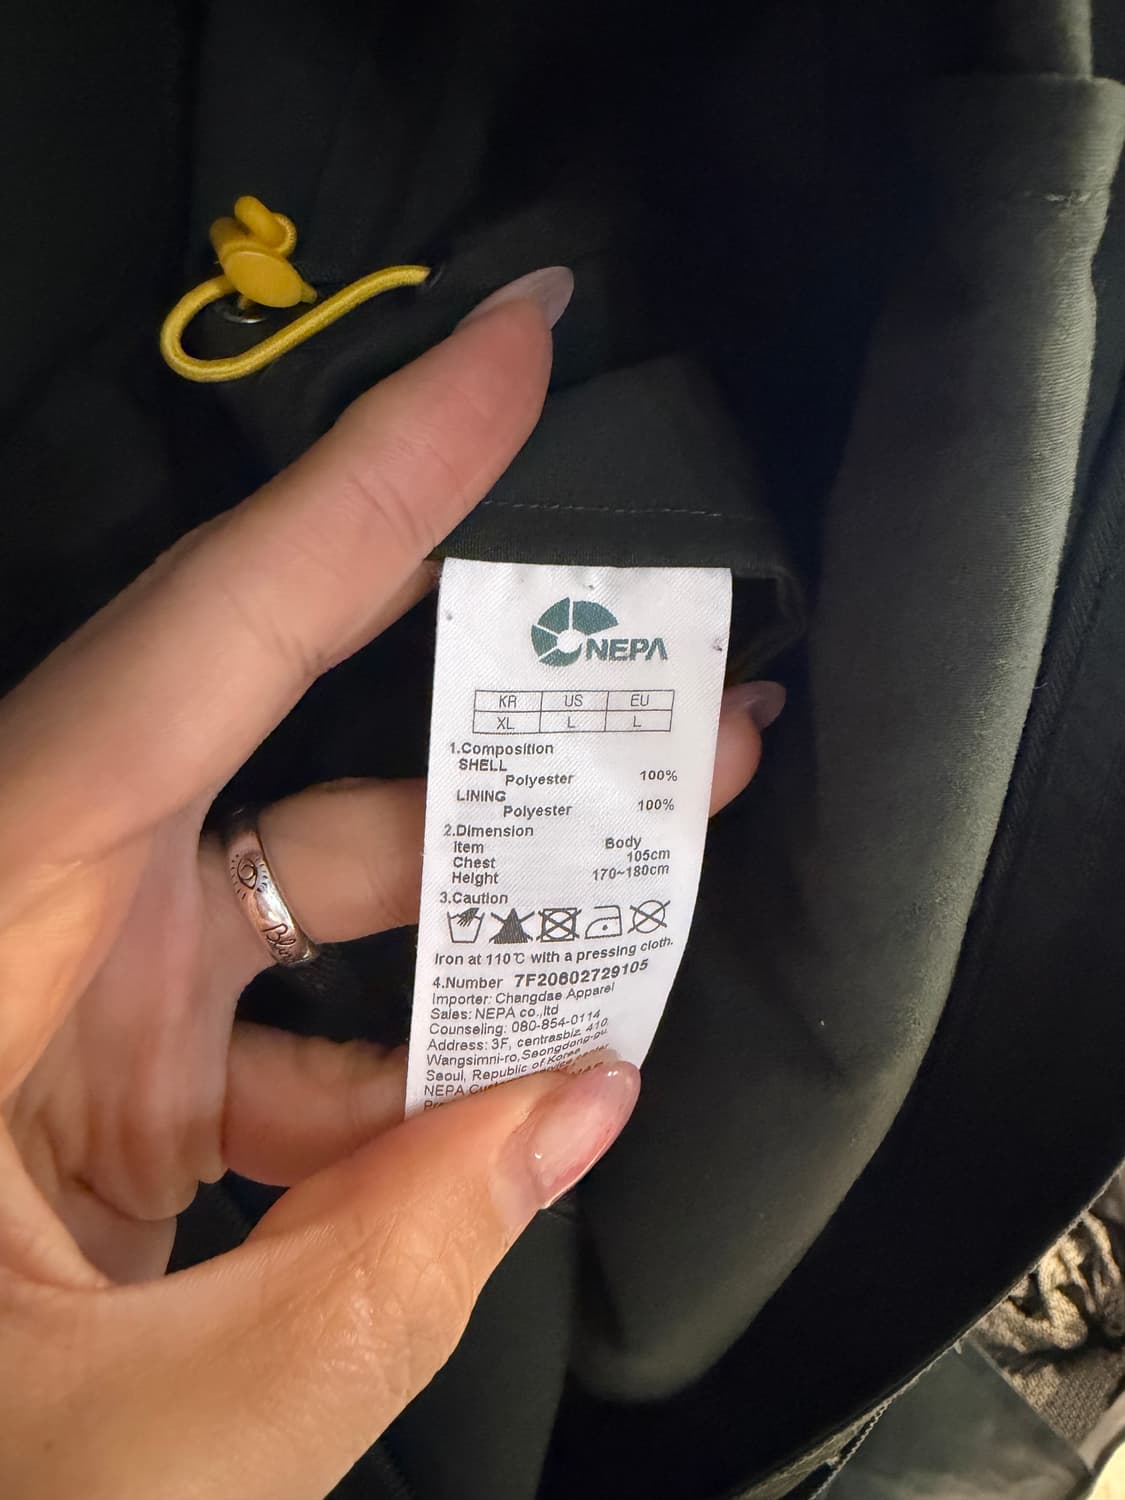 NEPA
KR US EU
XL L L
1.Composition
SHELL
Polyester 100%
LINING
Polyester 100%
2.Dimension
Item Body
Chest 105cm
Height 170~180cm
3.Caution
Iron at 110℃ with a pressing cloth.
4.Number 7F20602729105
Importer: Changdae Apparel
Sales: NEPA co.,ltd
Counseling: 080-854-0114
Address: 3F, centrasbiz, 410,
Wangsimni-ro, Seongdong-gu,
Seoul, Republic of Korea
NEPA